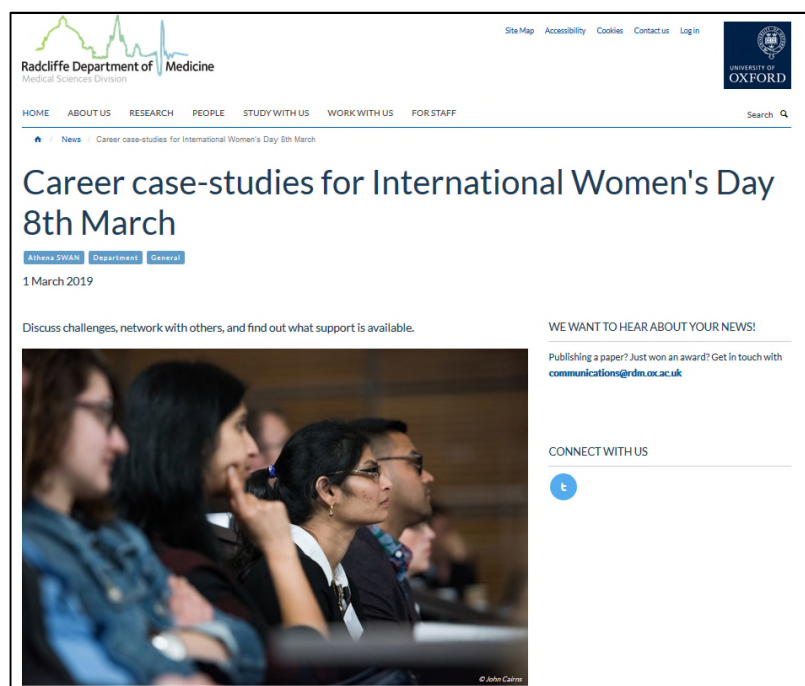 Site Map Accessibility Cookies Contact us Log in
Radcliffe Department of Medicine
Medical Sciences Division
UNIVERSITY OF
OXFORD
HOME ABOUT US RESEARCH PEOPLE STUDY WITH US WORK WITH US FOR STAFF
Search
/ News / Career case-studies for International Women's Day 8th March
Career case-studies for International Women's Day
8th March
Athena SWAN Department General
1 March 2019
Discuss challenges, network with others, and find out what support is available.
© John Cairns
WE WANT TO HEAR ABOUT YOUR NEWS!
Publishing a paper? Just won an award? Get in touch with
communications@rdm.ox.ac.uk
CONNECT WITH US